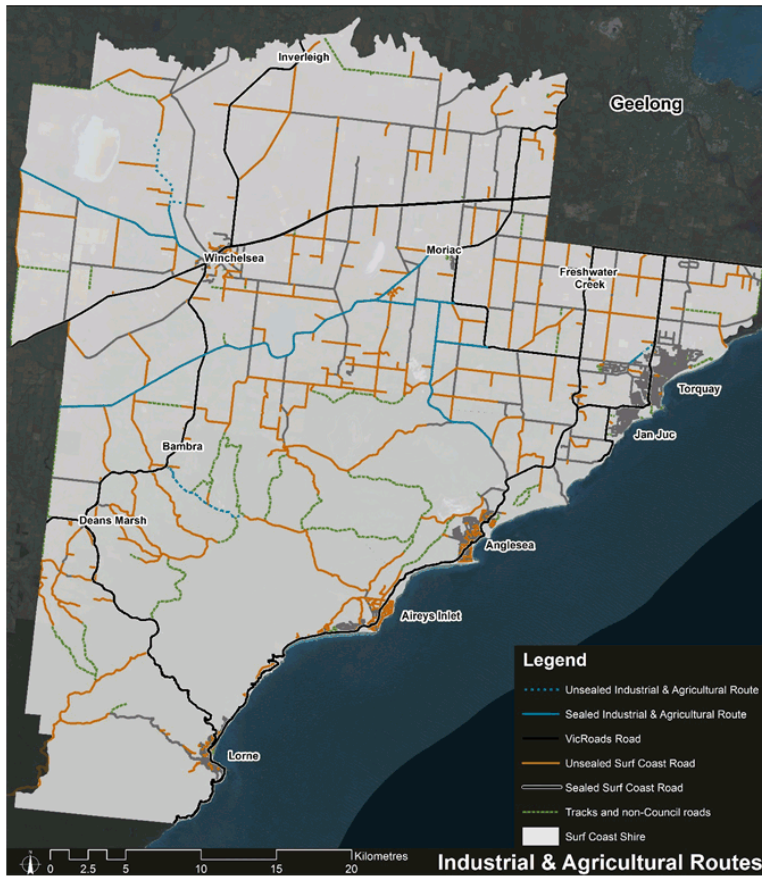 Inverleigh
Geelong
Winchelsea
Moriac
Freshwater
Creek
Torquay
Jan Juc
Bambra
Deans Marsh
Anglesea
Aireys Inlet
Lorne
Legend
Unsealed Industrial & Agricultural Route
Sealed Industrial & Agricultural Route
VicRoads Road
Unsealed Surf Coast Road
Sealed Surf Coast Road
Tracks and non-Council roads
Surf Coast Shire
0 2.5 5 10 15 20
Kilometres
Industrial & Agricultural Routes